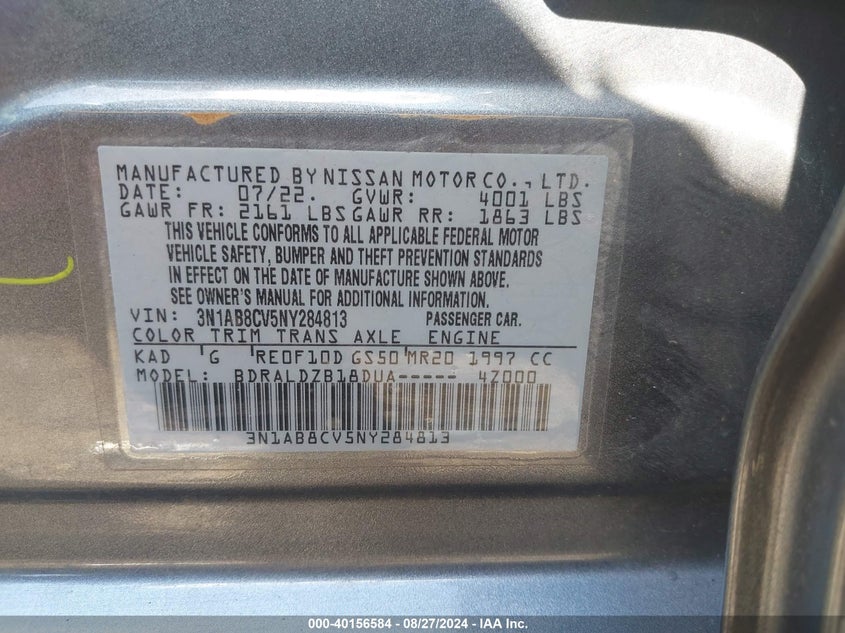 MANUFACTURED BY NISSAN MOTOR CO., LTD.
DATE: 07/22. GVWR: 4001 LBS
GAWR FR: 2161 LBS GAWR RR: 1863 LBS
THIS VEHICLE CONFORMS TO ALL APPLICABLE FEDERAL MOTOR
VEHICLE SAFETY, BUMPER AND THEFT PREVENTION STANDARDS
IN EFFECT ON THE DATE OF MANUFACTURE SHOWN ABOVE.
SEE OWNER'S MANUAL FOR ADDITIONAL INFORMATION.
VIN: 3N1AB8CV5NY284813 PASSENGER CAR.
COLOR TRIM TRANS AXLE ENGINE
KAD G RE0F10D GS50 MR20 1997 CC
MODEL: BDRALDZB18DUA----- 4Z000
3N1AB8CV5NY284813
000-40156584 - 08/27/2024 - IAA Inc.